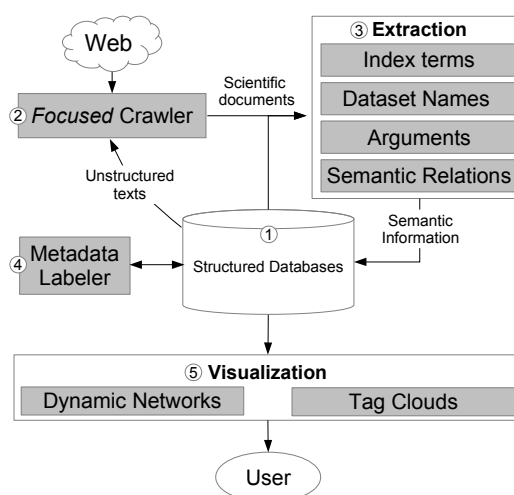 Web
② Focused Crawler
Scientific
documents
③ Extraction
Index terms
Dataset Names
Arguments
Semantic Relations
Unstructured
texts
Semantic
Information
①
Structured Databases
④ Metadata
Labeler
⑤ Visualization
Dynamic Networks
Tag Clouds
User